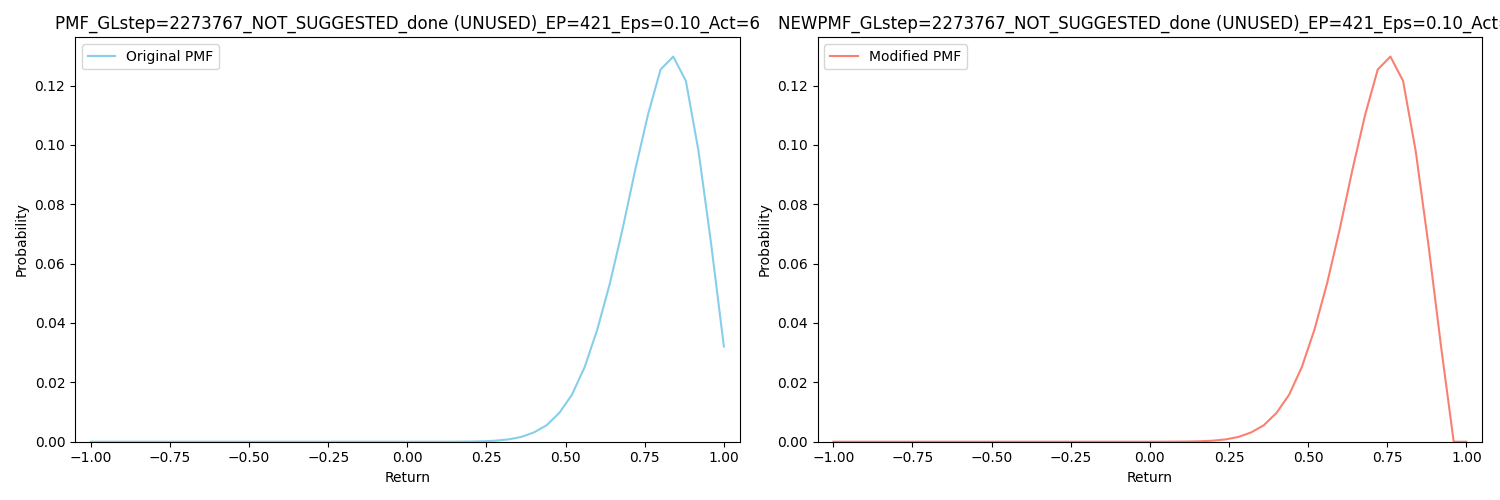 PMF_GLstep=2273767_NOT_SUGGESTED_done (UNUSED)_EP=421_Eps=0.10_Act=6
Original PMF
0.12
0.10
0.08
0.06
0.04
0.02
0.00
Probability
−1.00 −0.75 −0.50 −0.25 0.00 0.25 0.50 0.75 1.00
Return
NEWPMF_GLstep=2273767_NOT_SUGGESTED_done (UNUSED)_EP=421_Eps=0.10_Act=
Modified PMF
0.12
0.10
0.08
0.06
0.04
0.02
0.00
Probability
−1.00 −0.75 −0.50 −0.25 0.00 0.25 0.50 0.75 1.00
Return